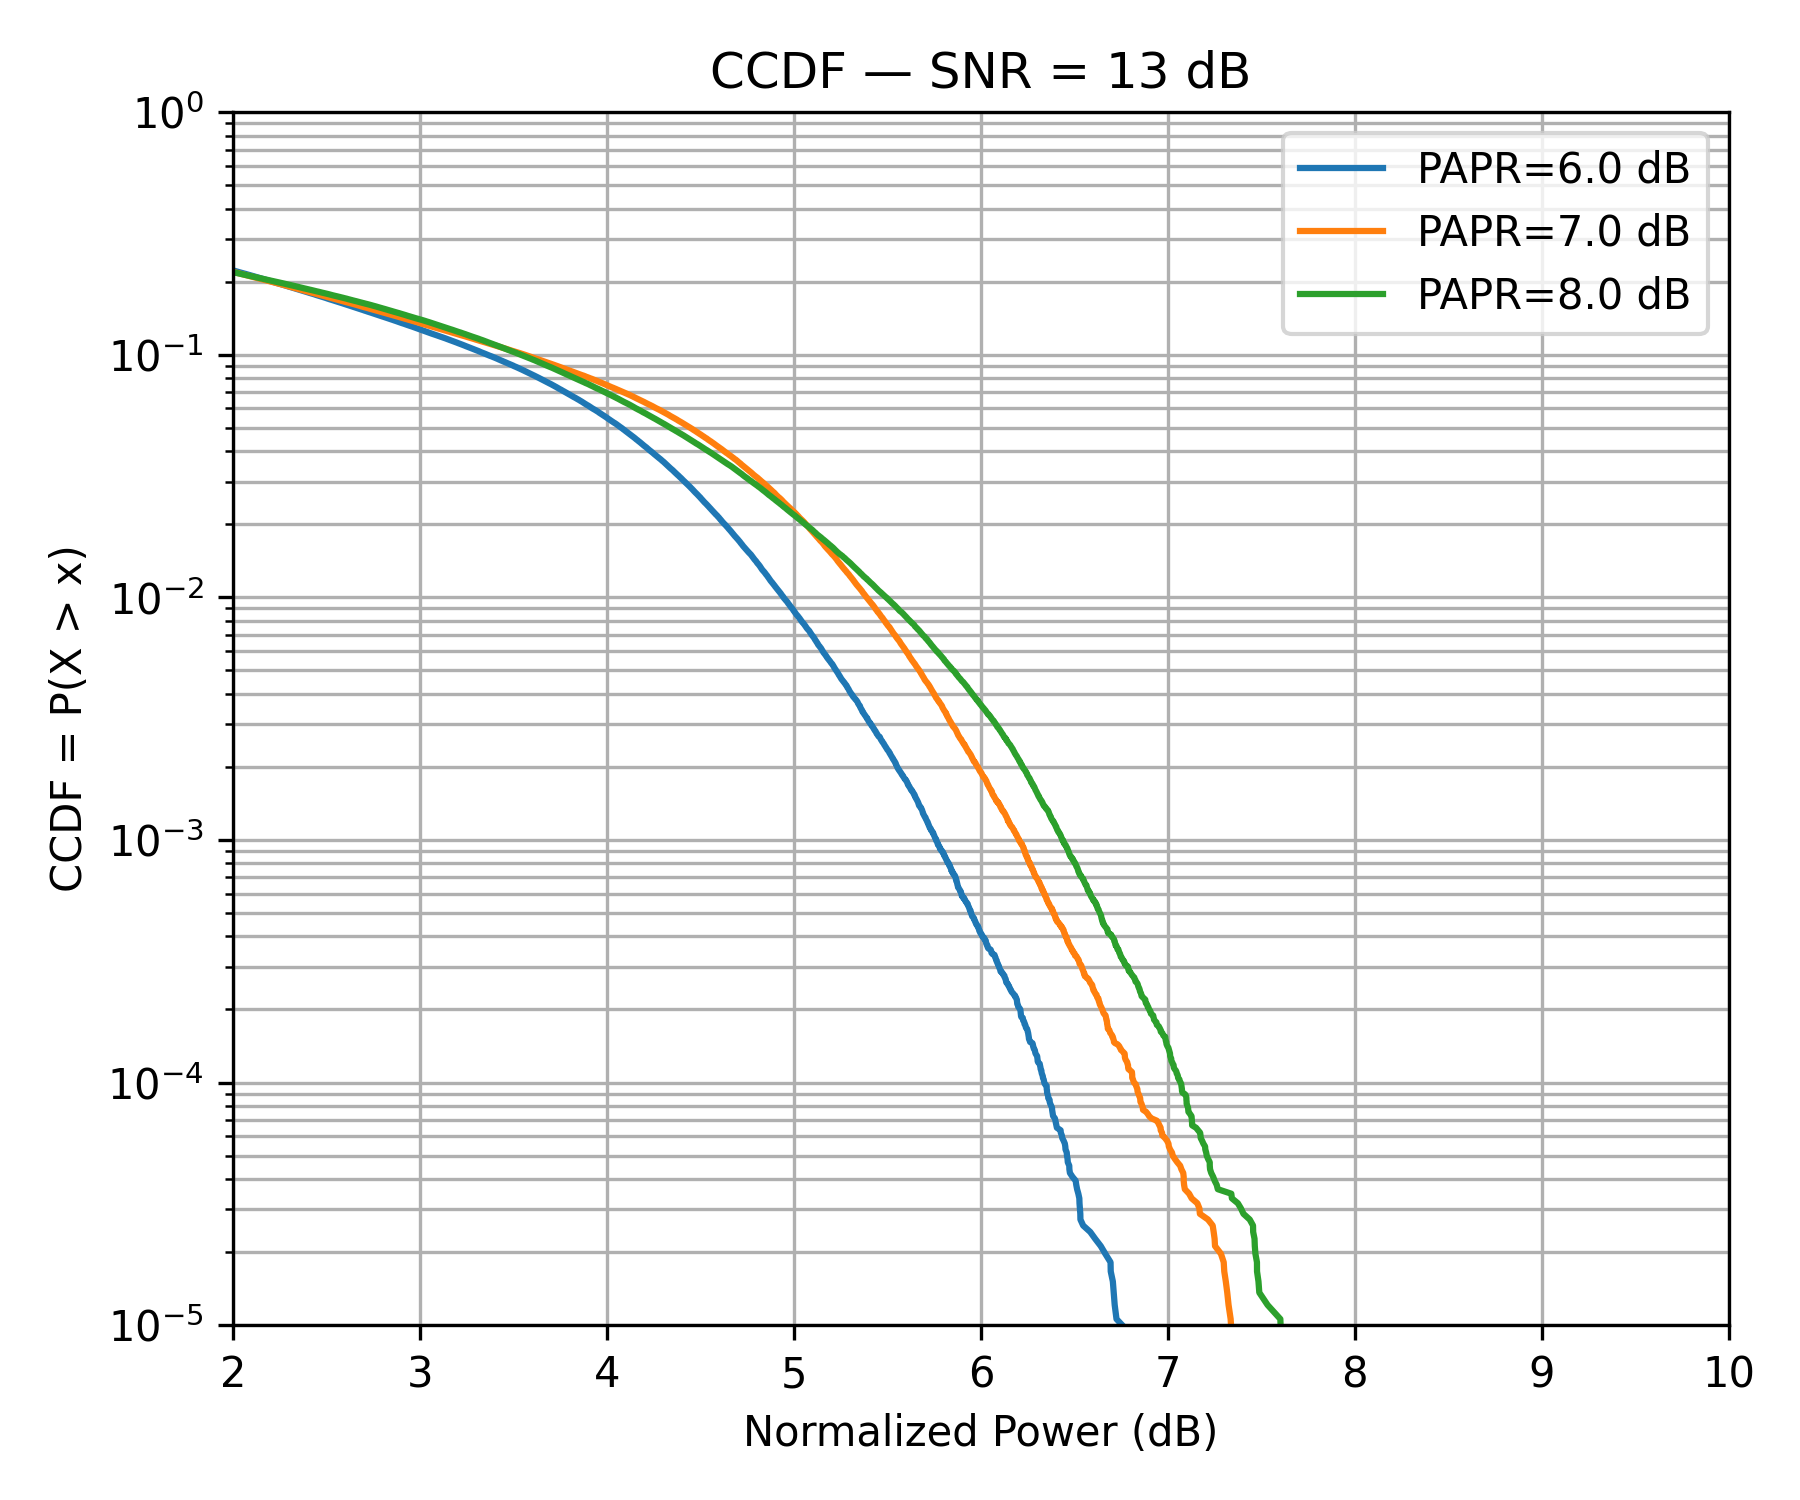 CCDF — SNR = 13 dB
PAPR=6.0 dB
PAPR=7.0 dB
PAPR=8.0 dB
CCDF = P(X > x)
10⁰
10⁻¹
10⁻²
10⁻³
10⁻⁴
10⁻⁵
2 3 4 5 6 7 8 9 10
Normalized Power (dB)